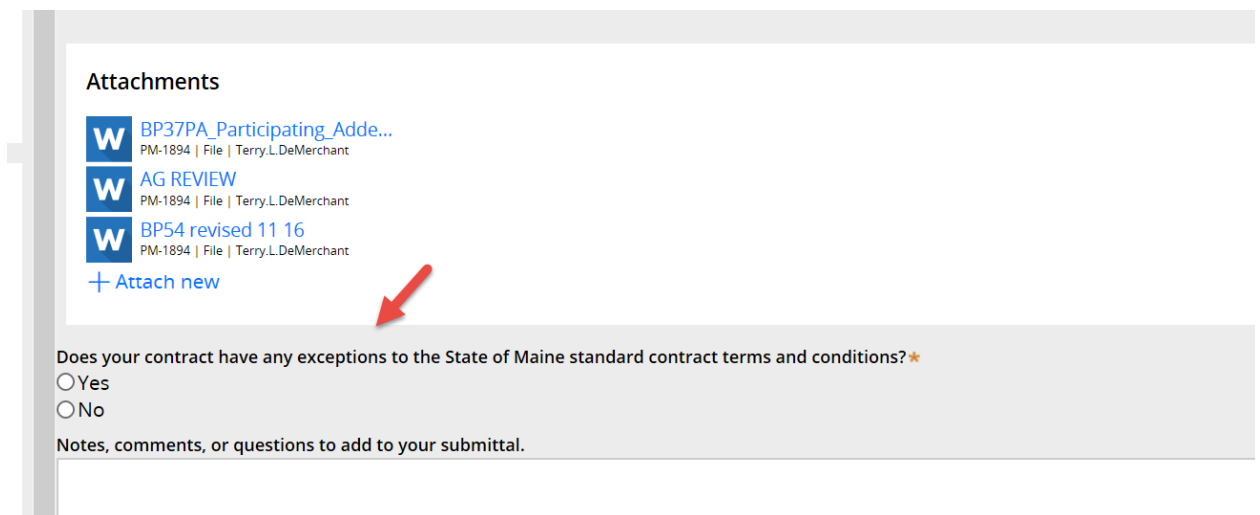 Attachments
W BP37PA_Participating_Adde...
PM-1894 | File | Terry.L.DeMerchant
W AG REVIEW
PM-1894 | File | Terry.L.DeMerchant
W BP54 revised 11 16
PM-1894 | File | Terry.L.DeMerchant
+ Attach new
Does your contract have any exceptions to the State of Maine standard contract terms and conditions?*
Yes
No
Notes, comments, or questions to add to your submittal.